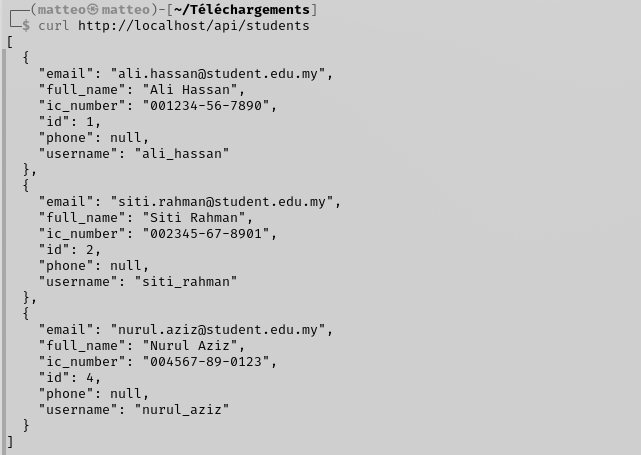 ┌──(matteo㉿matteo)-[~/Téléchargements]
└─$ curl http://localhost/api/students
[
  {
    "email": "ali.hassan@student.edu.my",
    "full_name": "Ali Hassan",
    "ic_number": "001234-56-7890",
    "id": 1,
    "phone": null,
    "username": "ali_hassan"
  },
  {
    "email": "siti.rahman@student.edu.my",
    "full_name": "Siti Rahman",
    "ic_number": "002345-67-8901",
    "id": 2,
    "phone": null,
    "username": "siti_rahman"
  },
  {
    "email": "nurul.aziz@student.edu.my",
    "full_name": "Nurul Aziz",
    "ic_number": "004567-89-0123",
    "id": 4,
    "phone": null,
    "username": "nurul_aziz"
  }
]